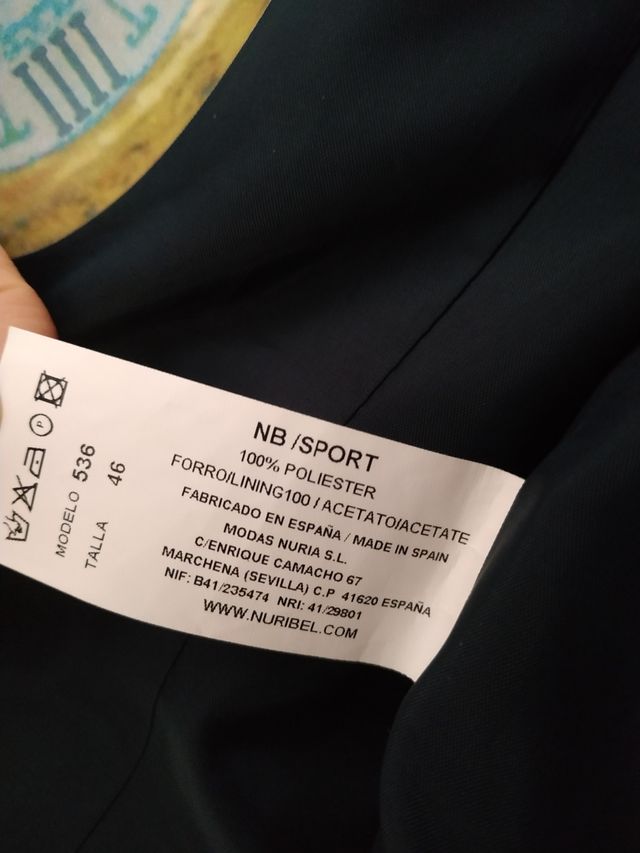 NB /SPORT
100% POLIESTER
FORRO/LINING100 / ACETATO/ACETATE
FABRICADO EN ESPAÑA / MADE IN SPAIN
MODAS NURIA S.L.
C/ENRIQUE CAMACHO 67
MARCHENA (SEVILLA) C.P 41620 ESPAÑA
NIF: B41/235474 NRI: 41/29801
WWW.NURIBEL.COM
MODELO 536
TALLA 46
P
IIII
T